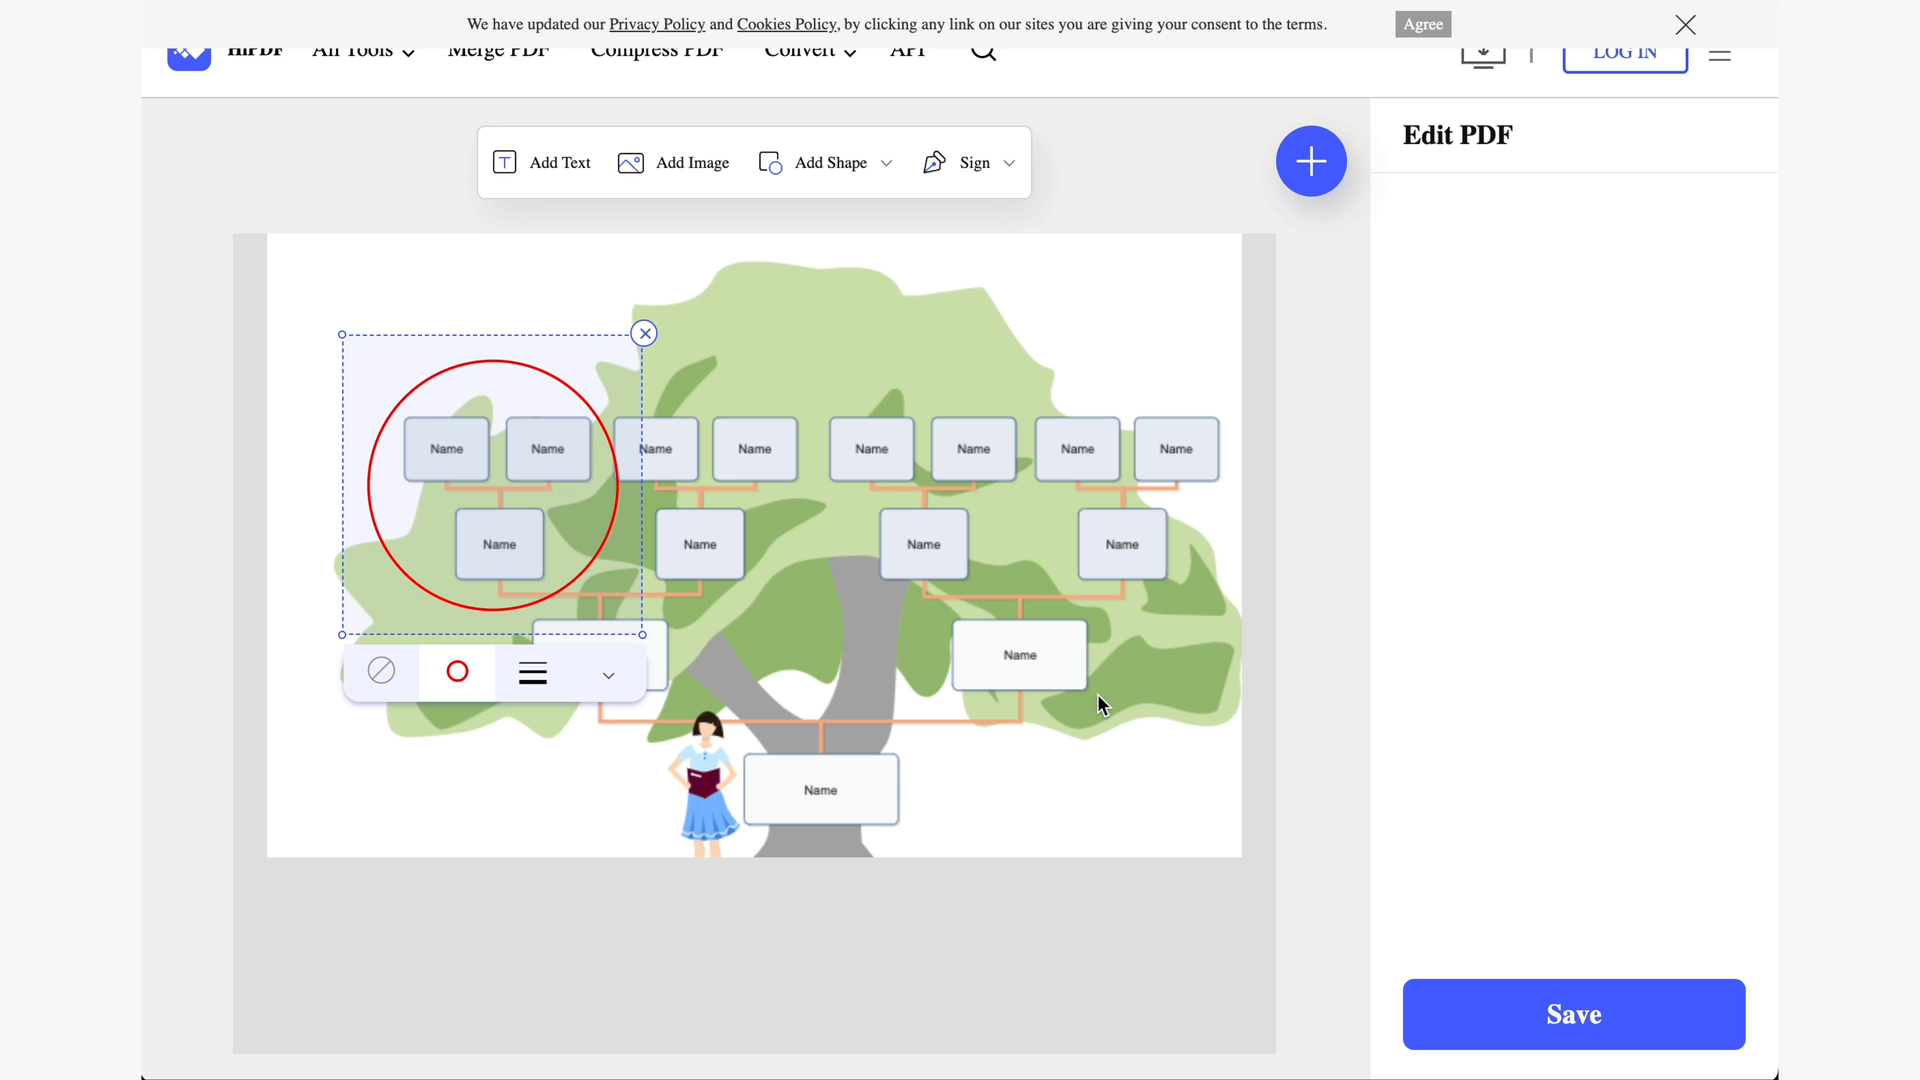 We have updated our Privacy Policy and Cookies Policy, by clicking any link on our sites you are giving your consent to the terms. Agree
HiPDF All Tools Merge PDF Compress PDF Convert API LOG IN
Edit PDF
Add Text Add Image Add Shape Sign
Name Name Name Name Name Name Name Name
Name Name Name Name
Name
Name
Save